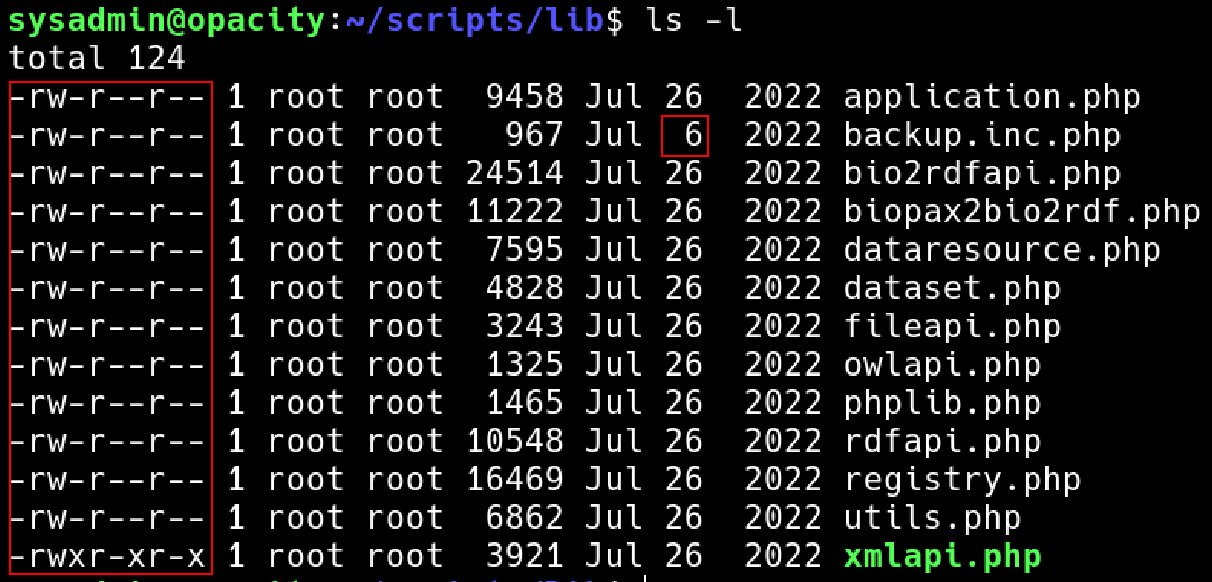 sysadmin@opacity:~/scripts/lib$ ls -l
total 124
-rw-r--r-- 1 root root  9458 Jul 26  2022 application.php
-rw-r--r-- 1 root root   967 Jul  6  2022 backup.inc.php
-rw-r--r-- 1 root root 24514 Jul 26  2022 bio2rdfapi.php
-rw-r--r-- 1 root root 11222 Jul 26  2022 biopax2bio2rdf.php
-rw-r--r-- 1 root root  7595 Jul 26  2022 dataresource.php
-rw-r--r-- 1 root root  4828 Jul 26  2022 dataset.php
-rw-r--r-- 1 root root  3243 Jul 26  2022 fileapi.php
-rw-r--r-- 1 root root  1325 Jul 26  2022 owlapi.php
-rw-r--r-- 1 root root  1465 Jul 26  2022 phplib.php
-rw-r--r-- 1 root root 10548 Jul 26  2022 rdfapi.php
-rw-r--r-- 1 root root 16469 Jul 26  2022 registry.php
-rw-r--r-- 1 root root  6862 Jul 26  2022 utils.php
-rwxr-xr-x 1 root root  3921 Jul 26  2022 xmlapi.php